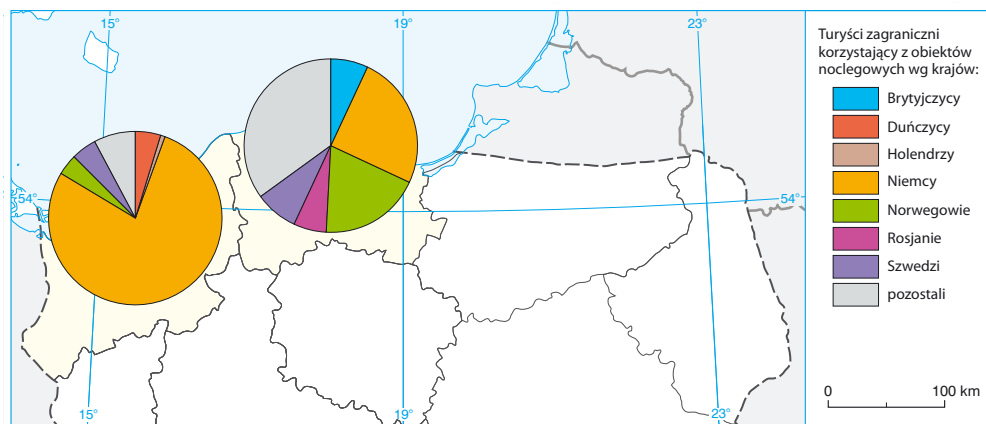 15°
19°
23°
54°
54°
15°
19°
23°
Turyści zagraniczni
korzystający z obiektów
noclegowych wg krajów:
Brytyjczycy
Duńczycy
Holendrzy
Niemcy
Norwegowie
Rosjanie
Szwedzi
pozostali
0 100 km